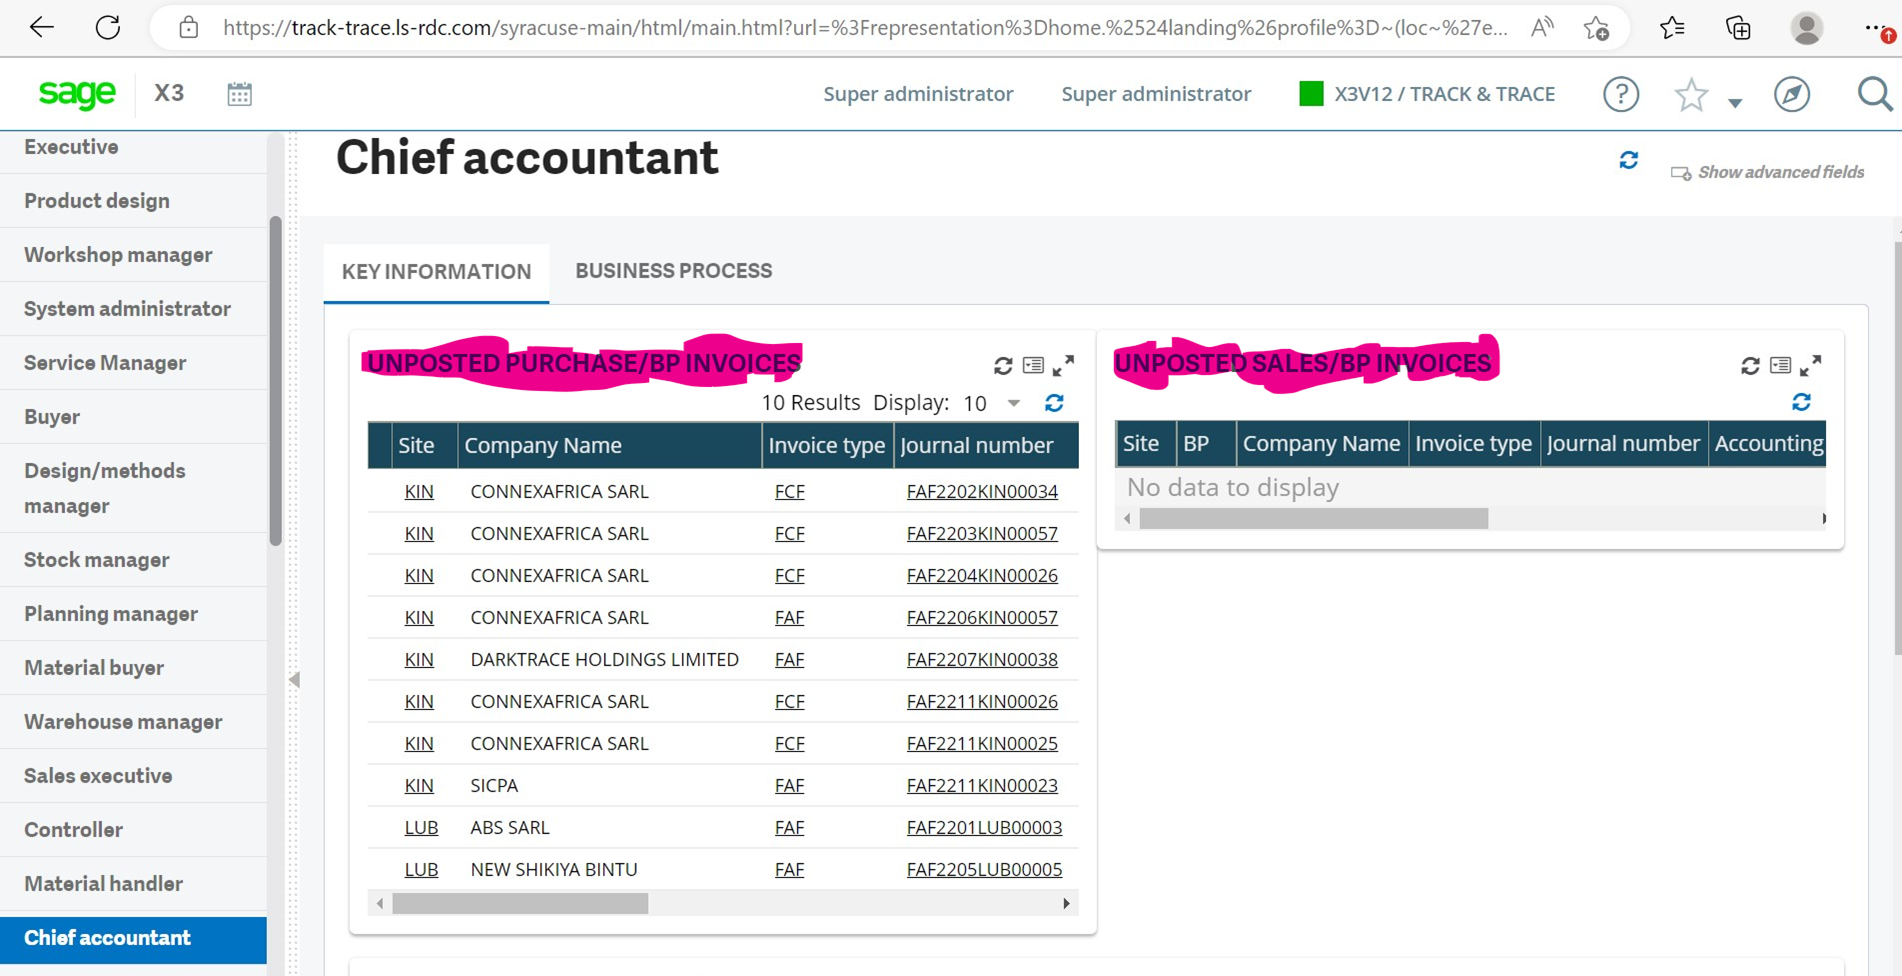 https://track-trace.ls-rdc.com/syracuse-main/html/main.html?url=%3Frepresentation%3Dhome.%2524landing%26profile%3D~(loc~%27e...
sage X3 Super administrator Super administrator X3V12 / TRACK & TRACE
Executive
Product design
Workshop manager
System administrator
Service Manager
Buyer
Design/methods
manager
Stock manager
Planning manager
Material buyer
Warehouse manager
Sales executive
Controller
Material handler
Chief accountant
Chief accountant
Show advanced fields
KEY INFORMATION BUSINESS PROCESS
UNPOSTED PURCHASE/BP INVOICES
10 Results Display: 10
Site Company Name Invoice type Journal number
KIN CONNEXAFRICA SARL FCF FAF2202KIN00034
KIN CONNEXAFRICA SARL FCF FAF2203KIN00057
KIN CONNEXAFRICA SARL FCF FAF2204KIN00026
KIN CONNEXAFRICA SARL FAF FAF2206KIN00057
KIN DARKTRACE HOLDINGS LIMITED FAF FAF2207KIN00038
KIN CONNEXAFRICA SARL FCF FAF2211KIN00026
KIN CONNEXAFRICA SARL FCF FAF2211KIN00025
KIN SICPA FAF FAF2211KIN00023
LUB ABS SARL FAF FAF2201LUB00003
LUB NEW SHIKIYA BINTU FAF FAF2205LUB00005
UNPOSTED SALES/BP INVOICES
Site BP Company Name Invoice type Journal number Accounting
No data to display